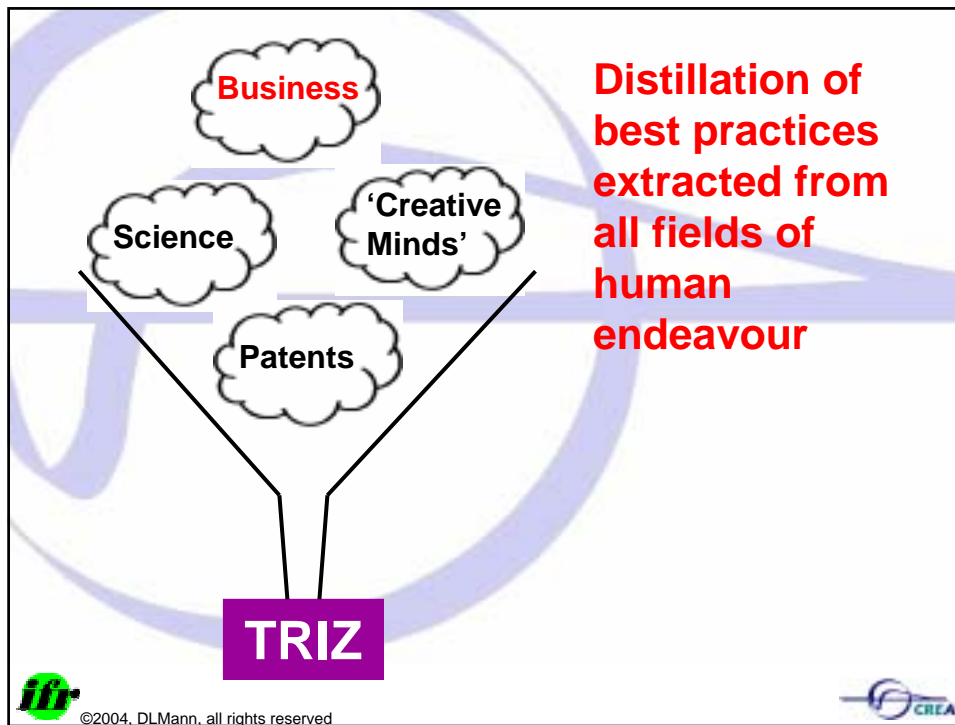 Business
Science
‘Creative
Minds’
Patents
Distillation of
best practices
extracted from
all fields of
human
endeavour
TRIZ
ifr
©2004, DLMann, all rights reserved
CREA